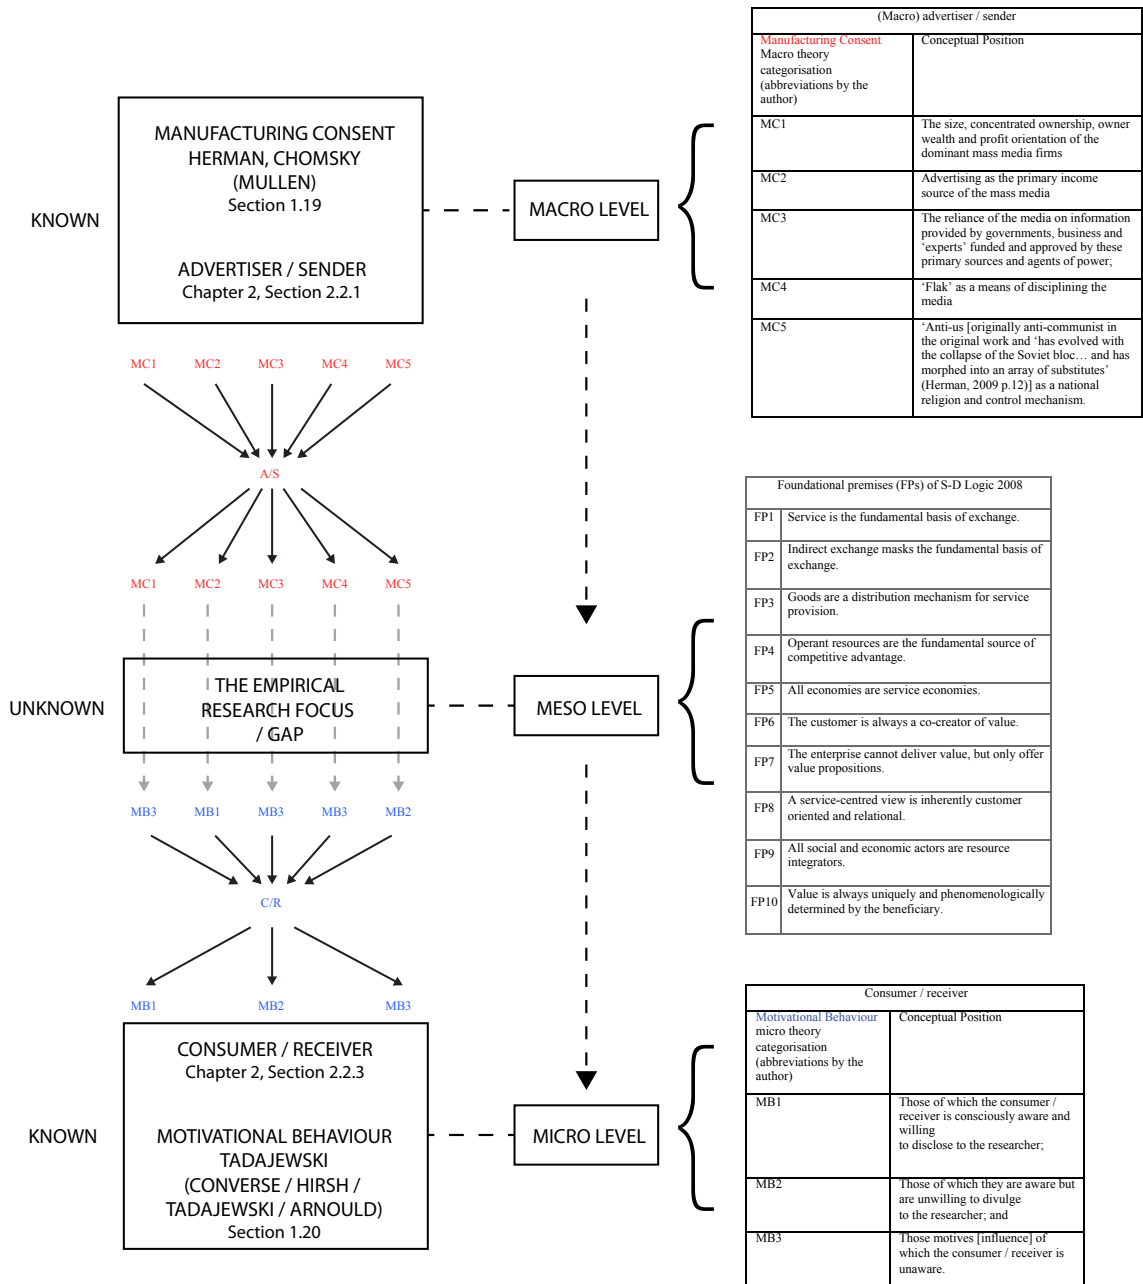 MANUFACTURING CONSENT
HERMAN, CHOMSKY
(MULLEN)
Section 1.19
ADVERTISER / SENDER
Chapter 2, Section 2.2.1
KNOWN
MACRO LEVEL
(Macro) advertiser / sender
Manufacturing Consent
Macro theory
categorisation
(abbreviations by the
author)
Conceptual Position
MC1
The size, concentrated ownership, owner
wealth and profit orientation of the
dominant mass media firms
MC2
Advertising as the primary income
source of the mass media
MC3
The reliance of the media on information
provided by governments, business and
‘experts’ funded and approved by these
primary sources and agents of power;
MC4
‘Flak’ as a means of disciplining the
media
MC5
‘Anti-us [originally anti-communist in
the original work and ‘has evolved with
the collapse of the Soviet bloc… and has
morphed into an array of substitutes’
(Herman, 2009 p.12)] as a national
religion and control mechanism.
MC1 MC2 MC3 MC4 MC5
A/S
MC1 MC2 MC3 MC4 MC5
UNKNOWN
THE EMPIRICAL
RESEARCH FOCUS
/ GAP
MESO LEVEL
Foundational premises (FPs) of S-D Logic 2008
FP1 Service is the fundamental basis of exchange.
FP2 Indirect exchange masks the fundamental basis of
exchange.
FP3 Goods are a distribution mechanism for service
provision.
FP4 Operant resources are the fundamental source of
competitive advantage.
FP5 All economies are service economies.
FP6 The customer is always a co-creator of value.
FP7 The enterprise cannot deliver value, but only offer
value propositions.
FP8 A service-centred view is inherently customer
oriented and relational.
FP9 All social and economic actors are resource
integrators.
FP10 Value is always uniquely and phenomenologically
determined by the beneficiary.
MB3 MB1 MB3 MB3 MB2
C/R
MB1 MB2 MB3
CONSUMER / RECEIVER
Chapter 2, Section 2.2.3
KNOWN
MOTIVATIONAL BEHAVIOUR
TADAJEWSKI
(CONVERSE / HIRSH /
TADAJEWSKI / ARNOULD)
Section 1.20
MICRO LEVEL
Consumer / receiver
Motivational Behaviour
micro theory
categorisation
(abbreviations by the
author)
Conceptual Position
MB1
Those of which the consumer /
receiver is consciously aware and
willing
to disclose to the researcher;
MB2
Those of which they are aware but
are unwilling to divulge
to the researcher; and
MB3
Those motives [influence] of
which the consumer / receiver is
unaware.